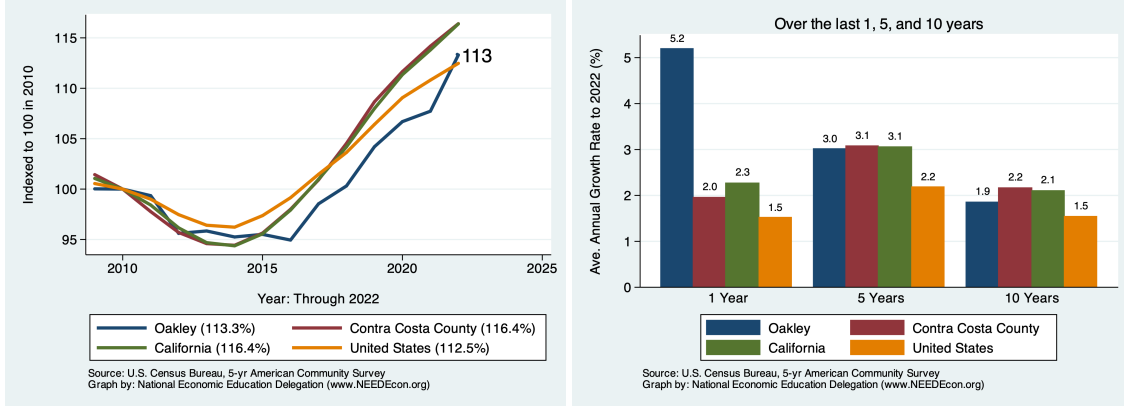 115
110
105
100
95
Indexed to 100 in 2010
113
2010
2015
2020
2025
Year: Through 2022
Oakley (113.3%)
Contra Costa County (116.4%)
California (116.4%)
United States (112.5%)
Source: U.S. Census Bureau, 5-yr American Community Survey
Graph by: National Economic Education Delegation (www.NEEDEcon.org)
Over the last 1, 5, and 10 years
Ave. Annual Growth Rate to 2022 (%)
5
4
3
2
1
0
5.2
2.0
2.3
1.5
3.0
3.1
3.1
2.2
1.9
2.2
2.1
1.5
1 Year
5 Years
10 Years
Oakley
Contra Costa County
California
United States
Source: U.S. Census Bureau, 5-yr American Community Survey
Graph by: National Economic Education Delegation (www.NEEDEcon.org)